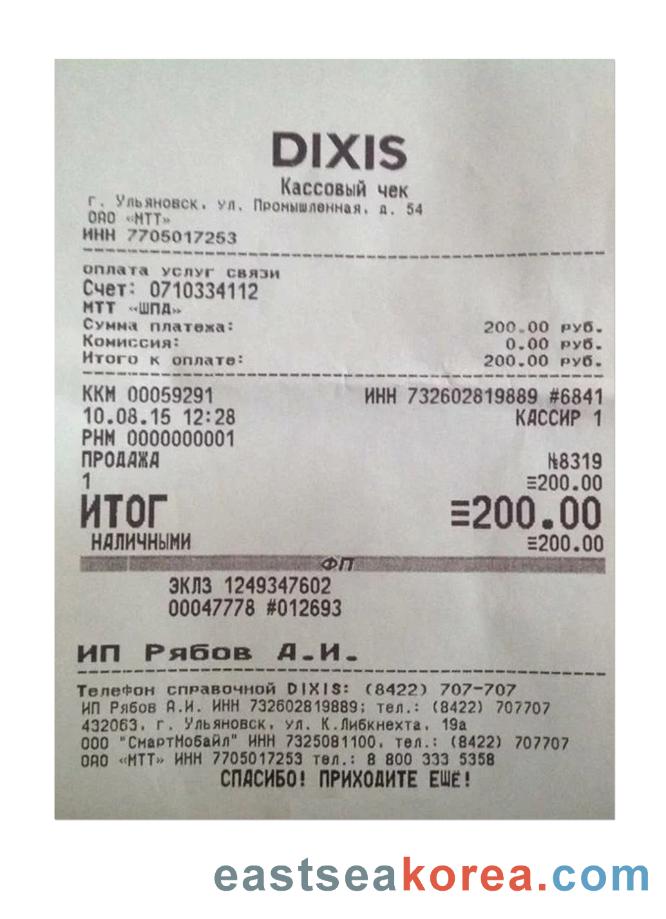 DIXIS
Кассовый чек
г. Ульяновск, ул. Промышленная, д. 54
ОАО «МТТ»
ИНН 7705017253
оплата услуг связи
Счет: 0710334112
МТТ «ШПД»
Сумма платежа: 200.00 руб.
Комиссия: 0.00 руб.
Итого к оплате: 200.00 руб.
ККМ 00059291 ИНН 732602819889 #6841
10.08.15 12:28 КАССИР 1
РНМ 0000000001
ПРОДАЖА №8319
1 ≡200.00
ИТОГ ≡200.00
НАЛИЧНЫМИ ≡200.00
ФП
ЭКЛЗ 1249347602
00047778 #012693
ИП Рябов А.И.
Телефон справочной DIXIS: (8422) 707-707
ИП Рябов А.И. ИНН 732602819889; тел.: (8422) 707707
432063, г. Ульяновск, ул. К.Либкнехта, 19а
ООО "СмартМобайл" ИНН 7325081100, тел.: (8422) 707707
ОАО «МТТ» ИНН 7705017253 тел.: 8 800 333 5358
СПАСИБО! ПРИХОДИТЕ ЕЩЁ!
eastseakorea.com